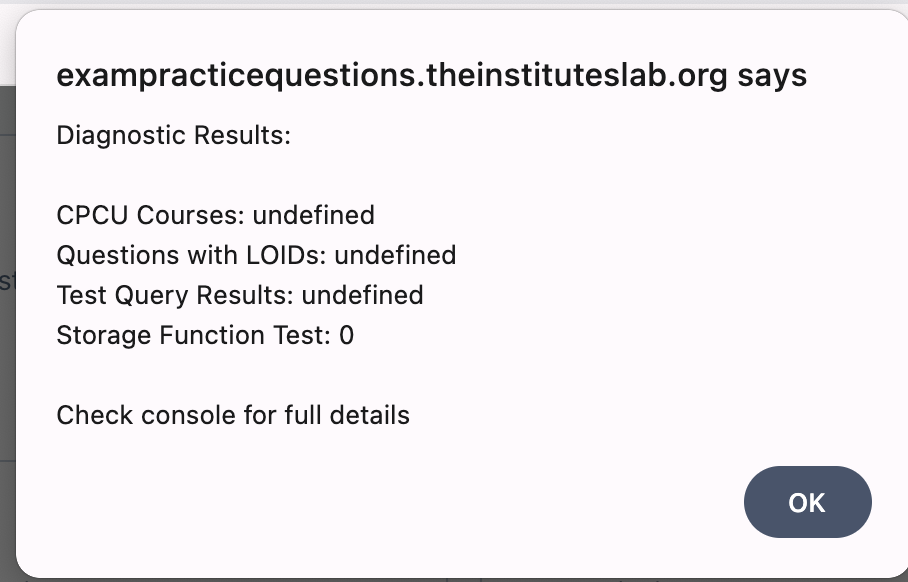 exampracticequestions.theinstituteslab.org says
Diagnostic Results:
CPCU Courses: undefined
Questions with LOIDs: undefined
Test Query Results: undefined
Storage Function Test: 0
Check console for full details
OK